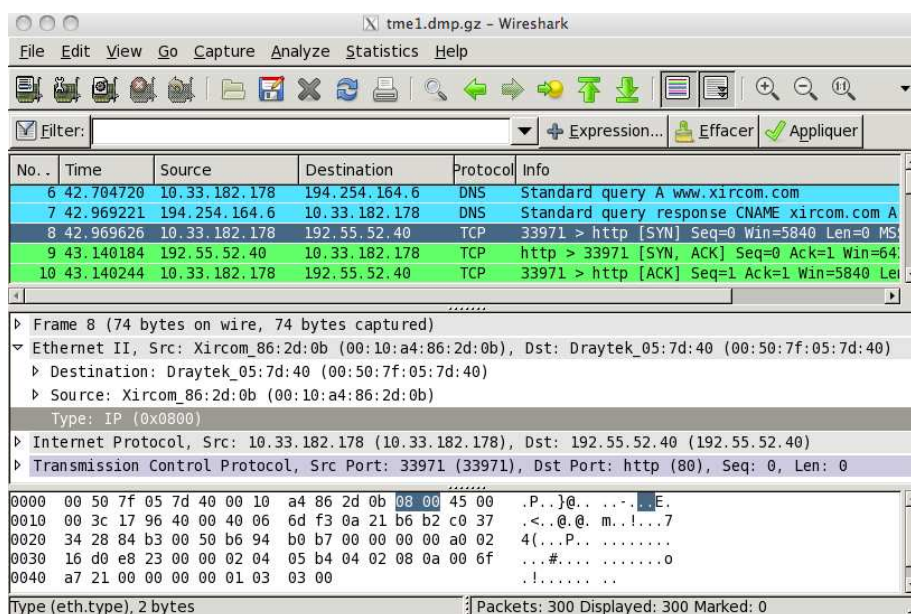 tme1.dmp.gz - Wireshark
File Edit View Go Capture Analyze Statistics Help
Filter: Expression... Effacer Appliquer
No. . Time Source Destination Protocol Info
6 42.704720 10.33.182.178 194.254.164.6 DNS Standard query A www.xircom.com
7 42.969221 194.254.164.6 10.33.182.178 DNS Standard query response CNAME xircom.com A
8 42.969626 10.33.182.178 192.55.52.40 TCP 33971 > http [SYN] Seq=0 Win=5840 Len=0 MSS
9 43.140184 192.55.52.40 10.33.182.178 TCP http > 33971 [SYN, ACK] Seq=0 Ack=1 Win=64
10 43.140244 10.33.182.178 192.55.52.40 TCP 33971 > http [ACK] Seq=1 Ack=1 Win=5840 Len
Frame 8 (74 bytes on wire, 74 bytes captured)
Ethernet II, Src: Xircom_86:2d:0b (00:10:a4:86:2d:0b), Dst: Draytek_05:7d:40 (00:50:7f:05:7d:40)
Destination: Draytek_05:7d:40 (00:50:7f:05:7d:40)
Source: Xircom_86:2d:0b (00:10:a4:86:2d:0b)
Type: IP (0x0800)
Internet Protocol, Src: 10.33.182.178 (10.33.182.178), Dst: 192.55.52.40 (192.55.52.40)
Transmission Control Protocol, Src Port: 33971 (33971), Dst Port: http (80), Seq: 0, Len: 0
0000 00 50 7f 05 7d 40 00 10 a4 86 2d 0b 08 00 45 00 .P..}@.. ..-...E.
0010 00 3c 17 96 40 00 40 06 6d f3 0a 21 b6 b2 c0 37 .<..@.@. m..!...7
0020 34 28 84 b3 00 50 b6 94 b0 b7 00 00 00 00 a0 02 4(...P.. ........
0030 16 d0 e8 23 00 00 02 04 05 b4 04 02 08 0a 00 6f ...#.... .......o
0040 a7 21 00 00 00 00 01 03 03 00 .!...... ..
Type (eth.type), 2 bytes Packets: 300 Displayed: 300 Marked: 0